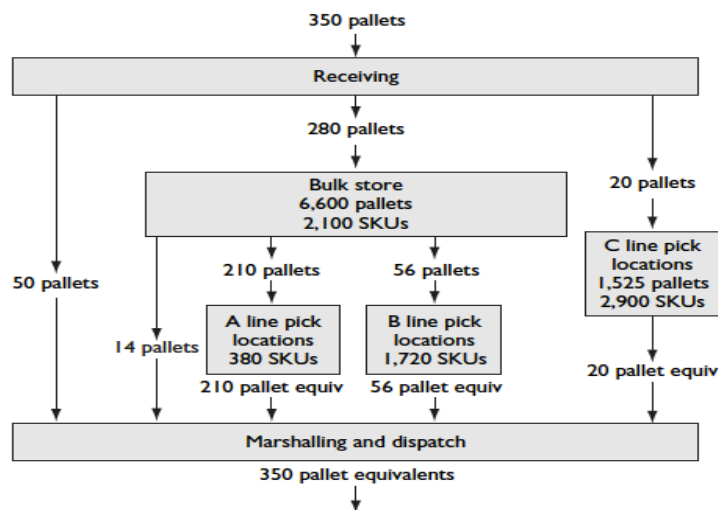 350 pallets
Receiving
280 pallets
20 pallets
Bulk store
6,600 pallets
2,100 SKUs
50 pallets
14 pallets
210 pallets
56 pallets
A line pick
locations
380 SKUs
B line pick
locations
1,720 SKUs
C line pick
locations
1,525 pallets
2,900 SKUs
210 pallet equiv
56 pallet equiv
20 pallet equiv
Marshalling and dispatch
350 pallet equivalents